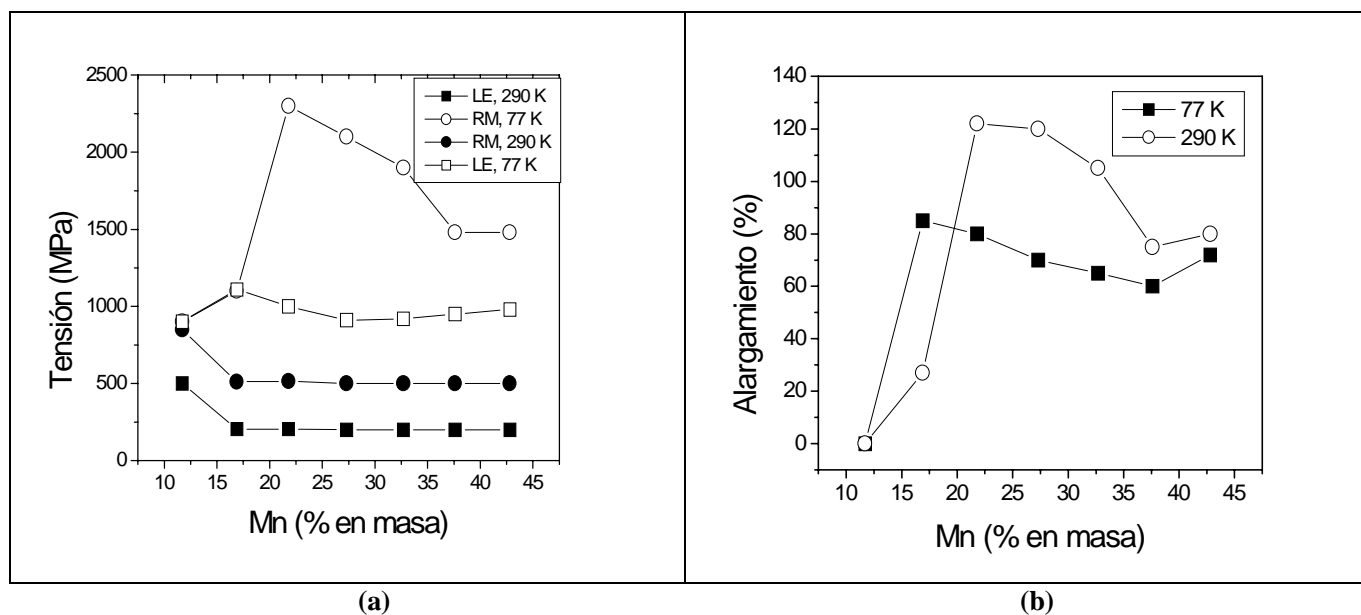 2500
2000
1500
1000
500
0
10 15 20 25 30 35 40 45
Tensión (MPa)
Mn (% en masa)
LE, 290 K
RM, 77 K
RM, 290 K
LE, 77 K
(a)
140
120
100
80
60
40
20
0
10 15 20 25 30 35 40 45
Alargamiento (%)
Mn (% en masa)
77 K
290 K
(b)